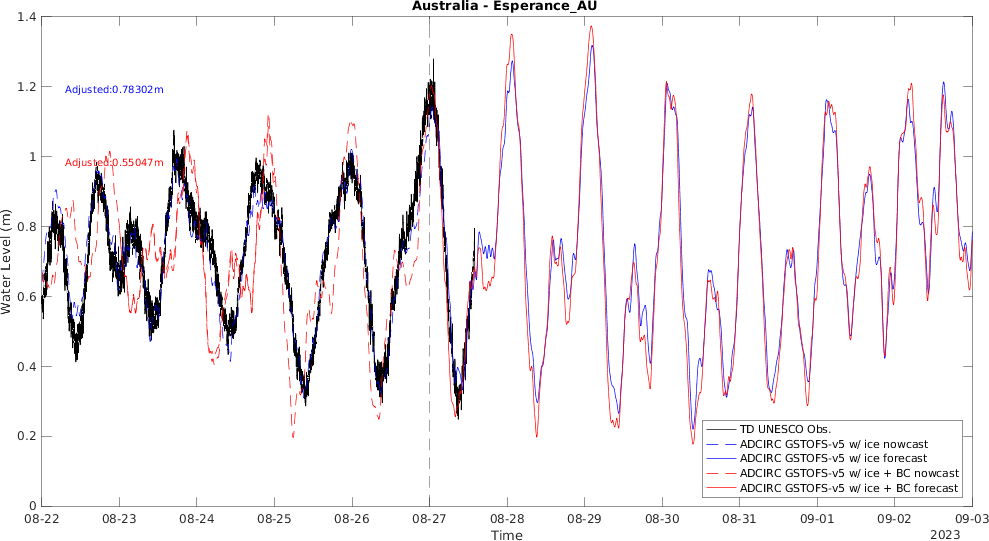 Australia - Esperance_AU
1.4
1.2
1
0.8
0.6
0.4
0.2
0
Water Level (m)
Adjusted:0.78302m
Adjusted:0.55047m
TD UNESCO Obs.
ADCIRC GSTOFS-v5 w/ ice nowcast
ADCIRC GSTOFS-v5 w/ ice forecast
ADCIRC GSTOFS-v5 w/ ice + BC nowcast
ADCIRC GSTOFS-v5 w/ ice + BC forecast
08-22 08-23 08-24 08-25 08-26 08-27 08-28 08-29 08-30 08-31 09-01 09-02 09-03
Time
2023